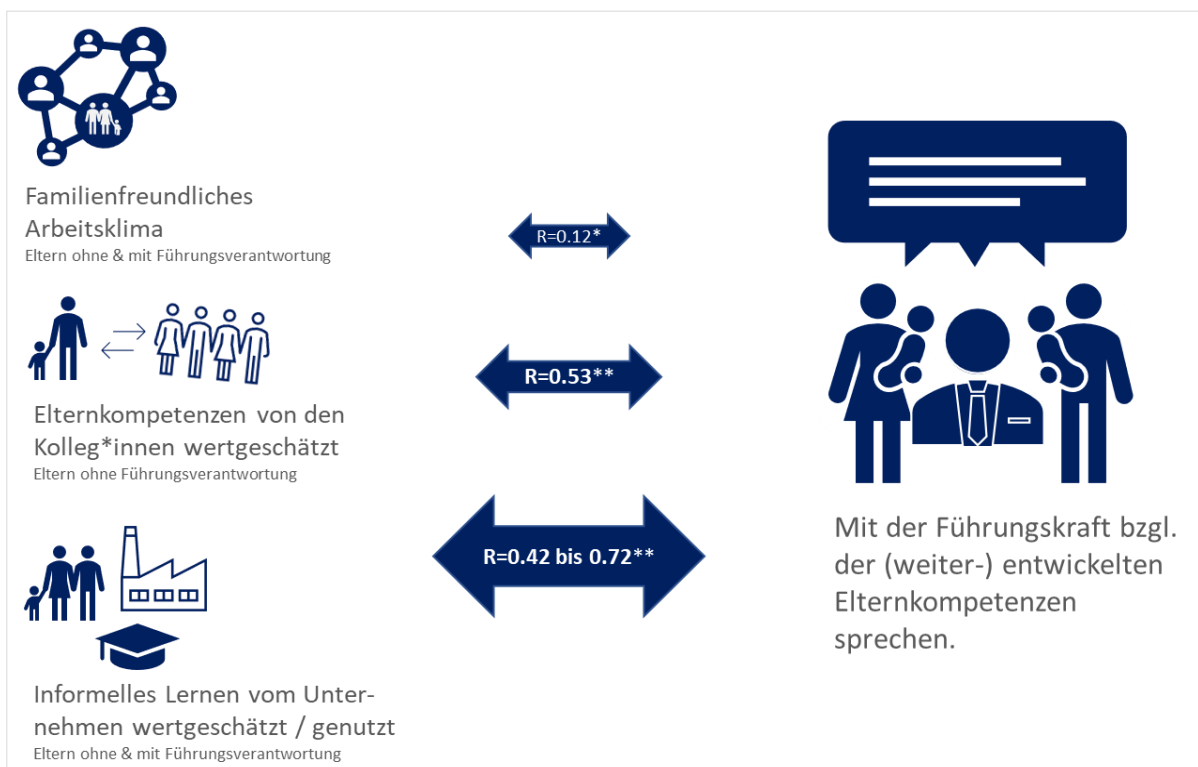 Familienfreundliches
Arbeitsklima
Eltern ohne & mit Führungsverantwortung
R=0.12*
Elternkompetenzen von den
Kolleg*innen wertgeschätzt
Eltern ohne Führungsverantwortung
R=0.53**
Informelles Lernen vom Unter-
nehmen wertgeschätzt / genutzt
Eltern ohne & mit Führungsverantwortung
R=0.42 bis 0.72**
Mit der Führungskraft bzgl.
der (weiter-) entwickelten
Elternkompetenzen
sprechen.